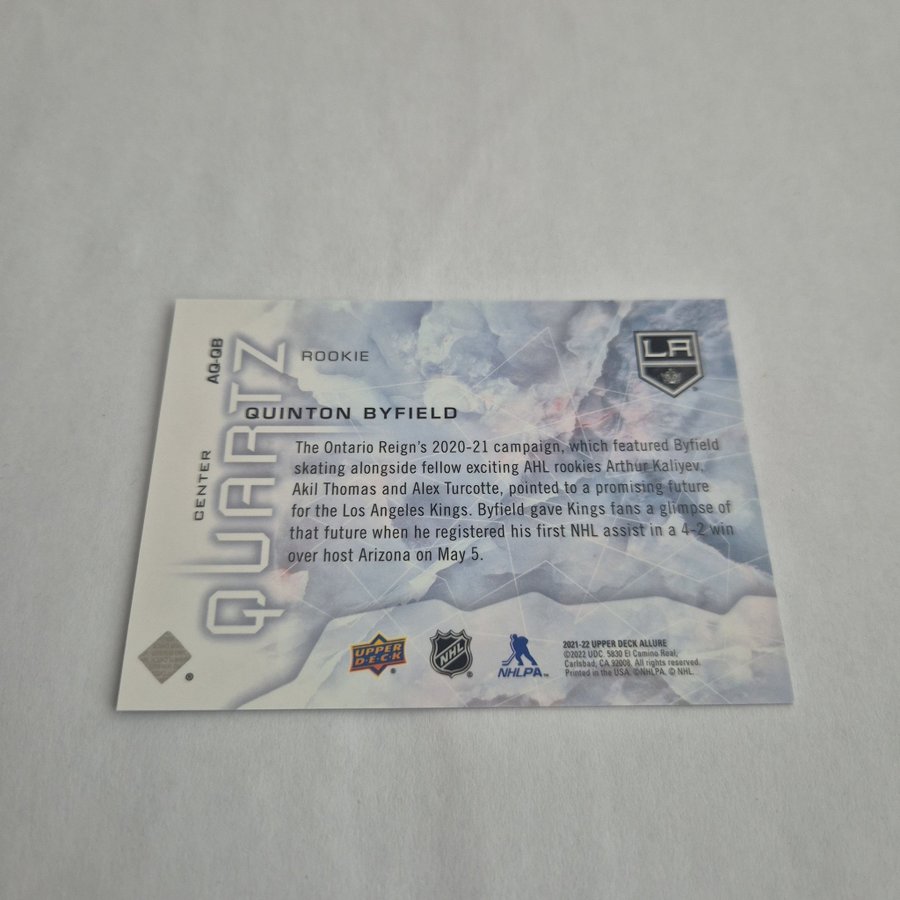 AQ-QB
CENTER
QUARTZ
ROOKIE
LA
QUINTON BYFIELD
The Ontario Reign's 2020-21 campaign, which featured Byfield
skating alongside fellow exciting AHL rookies Arthur Kaliyev,
Akil Thomas and Alex Turcotte, pointed to a promising future
for the Los Angeles Kings. Byfield gave Kings fans a glimpse of
that future when he registered his first NHL assist in a 4-2 win
over host Arizona on May 5.
UPPER
DECK
®
NHL
®
NHLPA™
2021-22 UPPER DECK ALLURE
©2022 UDC. 5830 El Camino Real,
Carlsbad, CA 92008. All rights reserved.
Printed in the USA. ©NHLPA. © NHL.
®